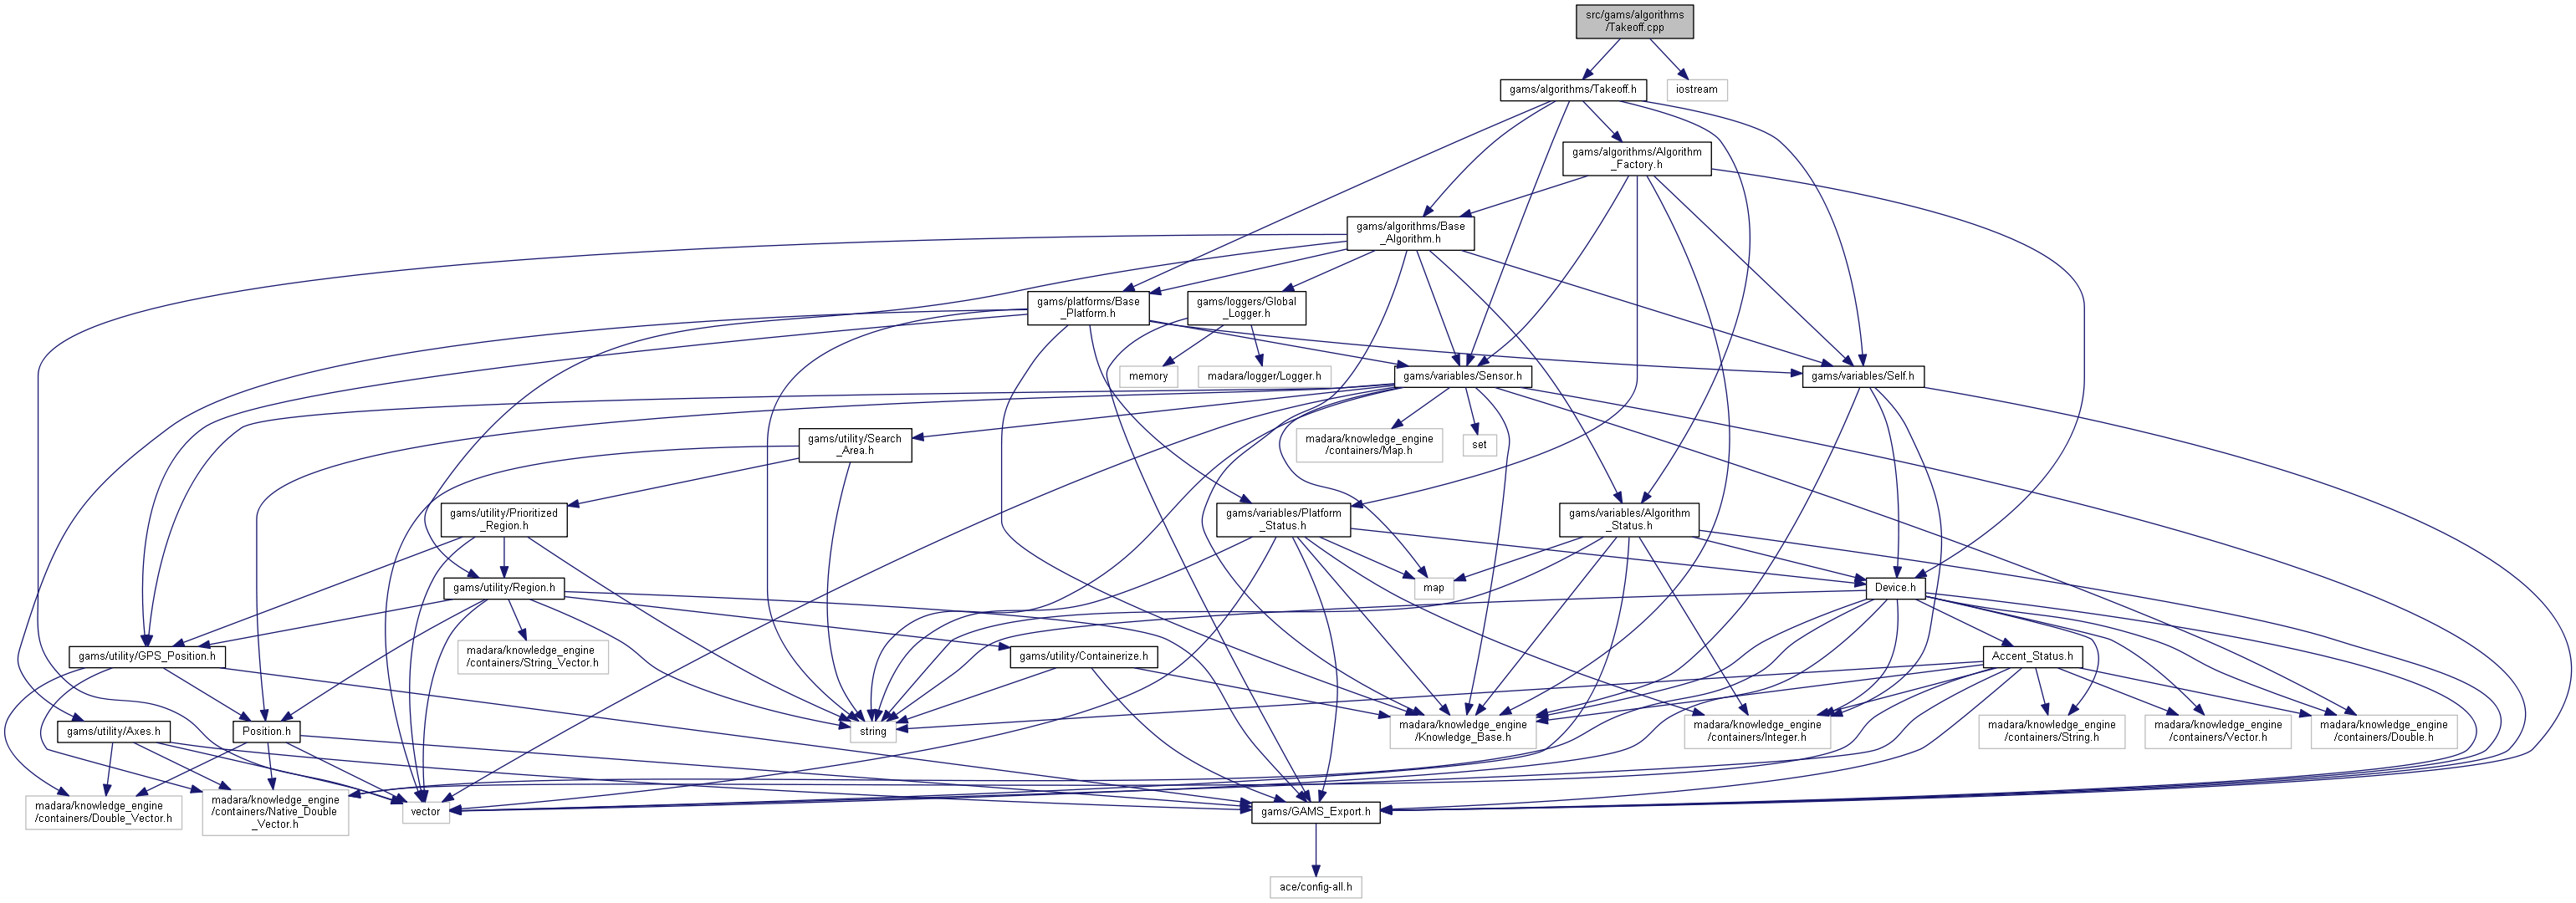 src/gams/algorithms
/Takeoff.cpp
gams/algorithms/Takeoff.h
iostream
gams/algorithms/Algorithm
_Factory.h
gams/algorithms/Base
_Algorithm.h
gams/platforms/Base
_Platform.h
gams/loggers/Global
_Logger.h
memory
madara/logger/Logger.h
gams/variables/Sensor.h
gams/variables/Self.h
gams/utility/Search
_Area.h
madara/knowledge_engine
/containers/Map.h
set
gams/utility/Prioritized
_Region.h
gams/variables/Platform
_Status.h
gams/variables/Algorithm
_Status.h
gams/utility/Region.h
map
Device.h
gams/utility/GPS_Position.h
madara/knowledge_engine
/containers/String_Vector.h
gams/utility/Containerize.h
Accent_Status.h
gams/utility/Axes.h
Position.h
string
madara/knowledge_engine
/Knowledge_Base.h
madara/knowledge_engine
/containers/Integer.h
madara/knowledge_engine
/containers/String.h
madara/knowledge_engine
/containers/Vector.h
madara/knowledge_engine
/containers/Double.h
madara/knowledge_engine
/containers/Double_Vector.h
madara/knowledge_engine
/containers/Native_Double
_Vector.h
vector
gams/GAMS_Export.h
ace/config-all.h